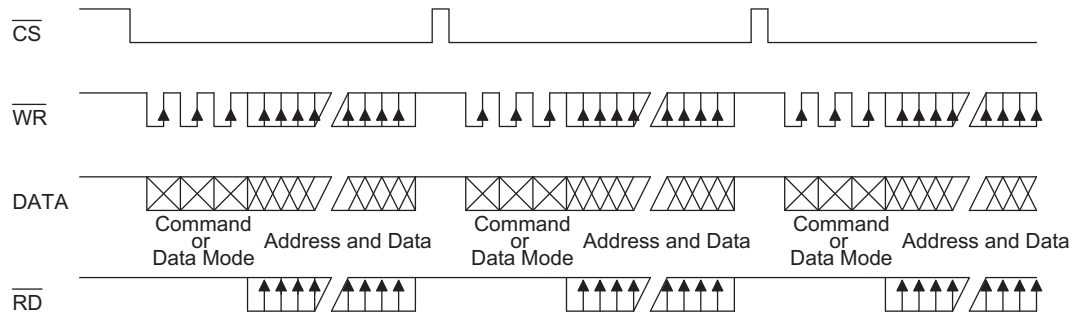 CS
WR
DATA
Command
or
Data Mode
Address and Data
Command
or
Data Mode
Address and Data
Command
or
Data Mode
Address and Data
RD